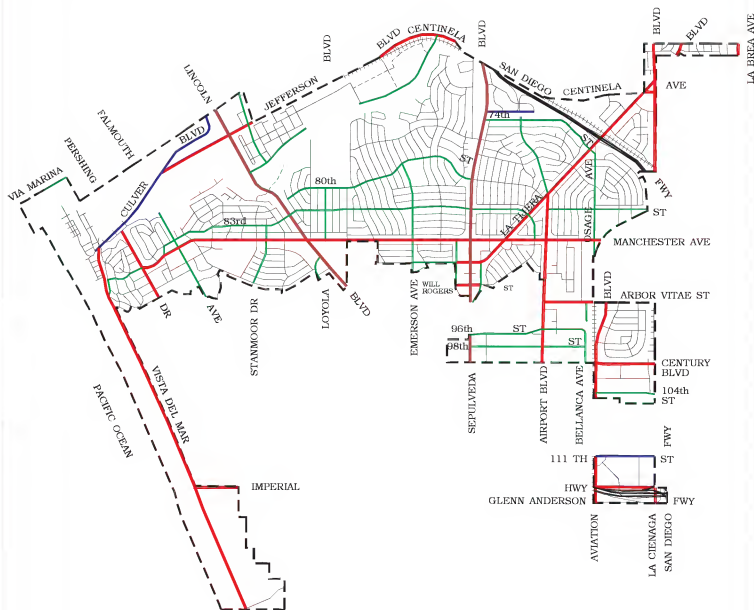 BLVD
BLVD
LA BREA AVE
BLVD CENTINELA
BLVD
BLVD
SAN DIEGO
CENTINELA
AVE
LINCOLN
JEFFERSON
FALMOUTH
BLVD
74th
ST
PERSHING
ST
80th
AVE
FWY
VIA MARINA
CULVER
LA TIJERA
ST
83rd
OSAGE
MANCHESTER AVE
WILL
ROGERS
ST
BLVD
ARBOR VITAE ST
DR
AVE
STANMOOR DR
LOYOLA
BLVD
EMERSON AVE
96th
ST
98th
ST
CENTURY
BLVD
VISTA DEL MAR
PACIFIC OCEAN
SEPULVEDA
AIRPORT BLVD
BELLANCA AVE
104th
ST
FWY
111 TH
ST
IMPERIAL
HWY
GLENN ANDERSON
FWY
AVIATION
LA CIENAGA
SAN DIEGO